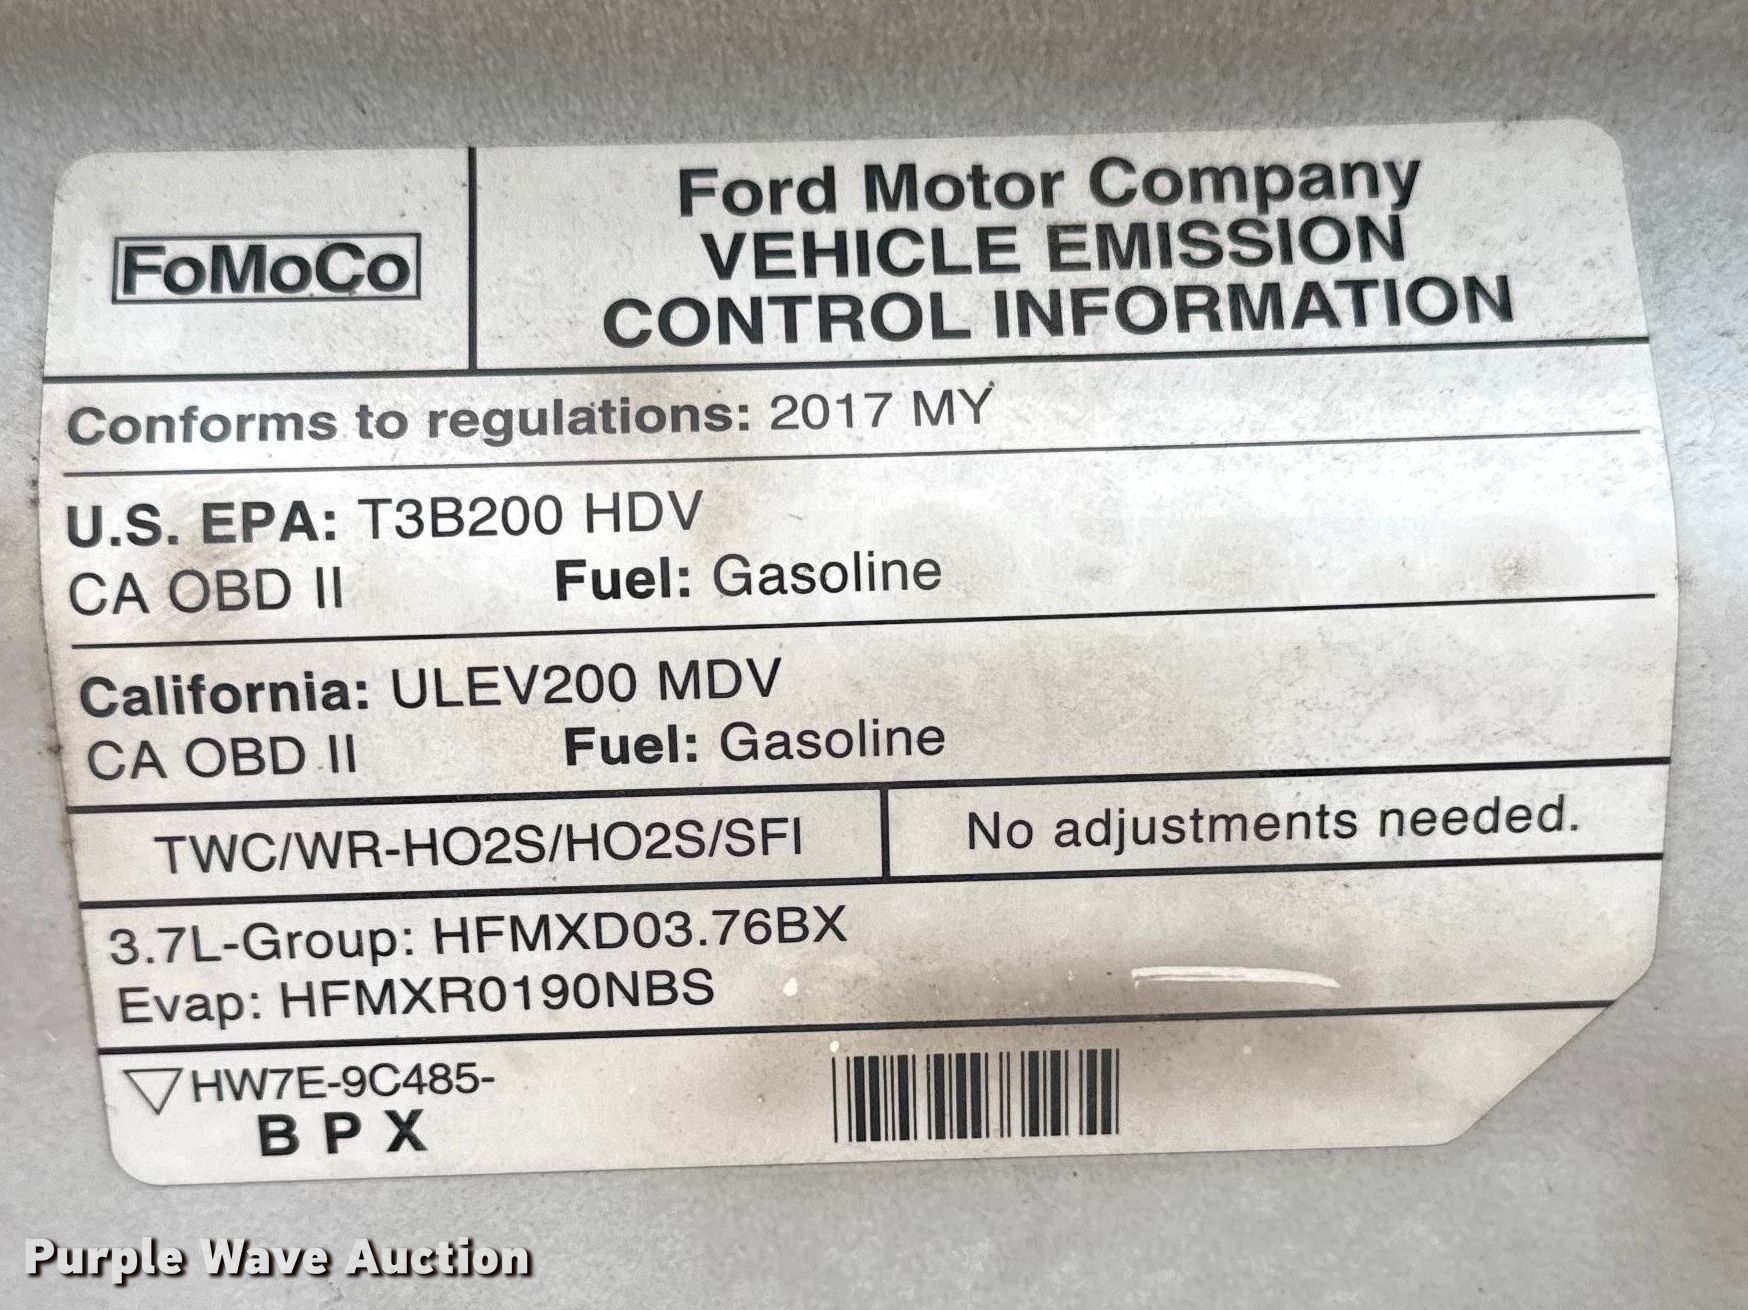 FoMoCo
Ford Motor Company
VEHICLE EMISSION
CONTROL INFORMATION
Conforms to regulations: 2017 MY
U.S. EPA: T3B200 HDV
CA OBD II Fuel: Gasoline
California: ULEV200 MDV
CA OBD II Fuel: Gasoline
TWC/WR-HO2S/HO2S/SFI No adjustments needed.
3.7L-Group: HFMXD03.76BX
Evap: HFMXR0190NBS
HW7E-9C485-
B P X
Purple Wave Auction